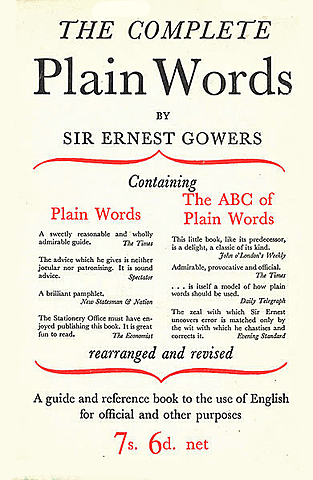 THE COMPLETE
Plain Words
BY
SIR ERNEST GOWERS
Containing
Plain Words
A sweetly reasonable and wholly
admirable guide. The Times
The advice which he gives is neither
jocular nor patronising. It is sound
advice. Spectator
A brilliant pamphlet.
New Statesman & Nation
The Stationery Office must have en-
joyed publishing this book. It is great
fun to read. The Economist
The ABC of
Plain Words
This little book, like its predecessor,
is a delight, a classic of its kind.
John o'London's Weekly
Admirable, provocative and official.
The Times
. . . is itself a model of how plain
words should be used.
Daily Telegraph
The zeal with which Sir Ernest
uncovers error is matched only by
the wit with which he chastises and
corrects it. Evening Standard
rearranged and revised
A guide and reference book to the use of English
for official and other purposes
7s. 6d. net